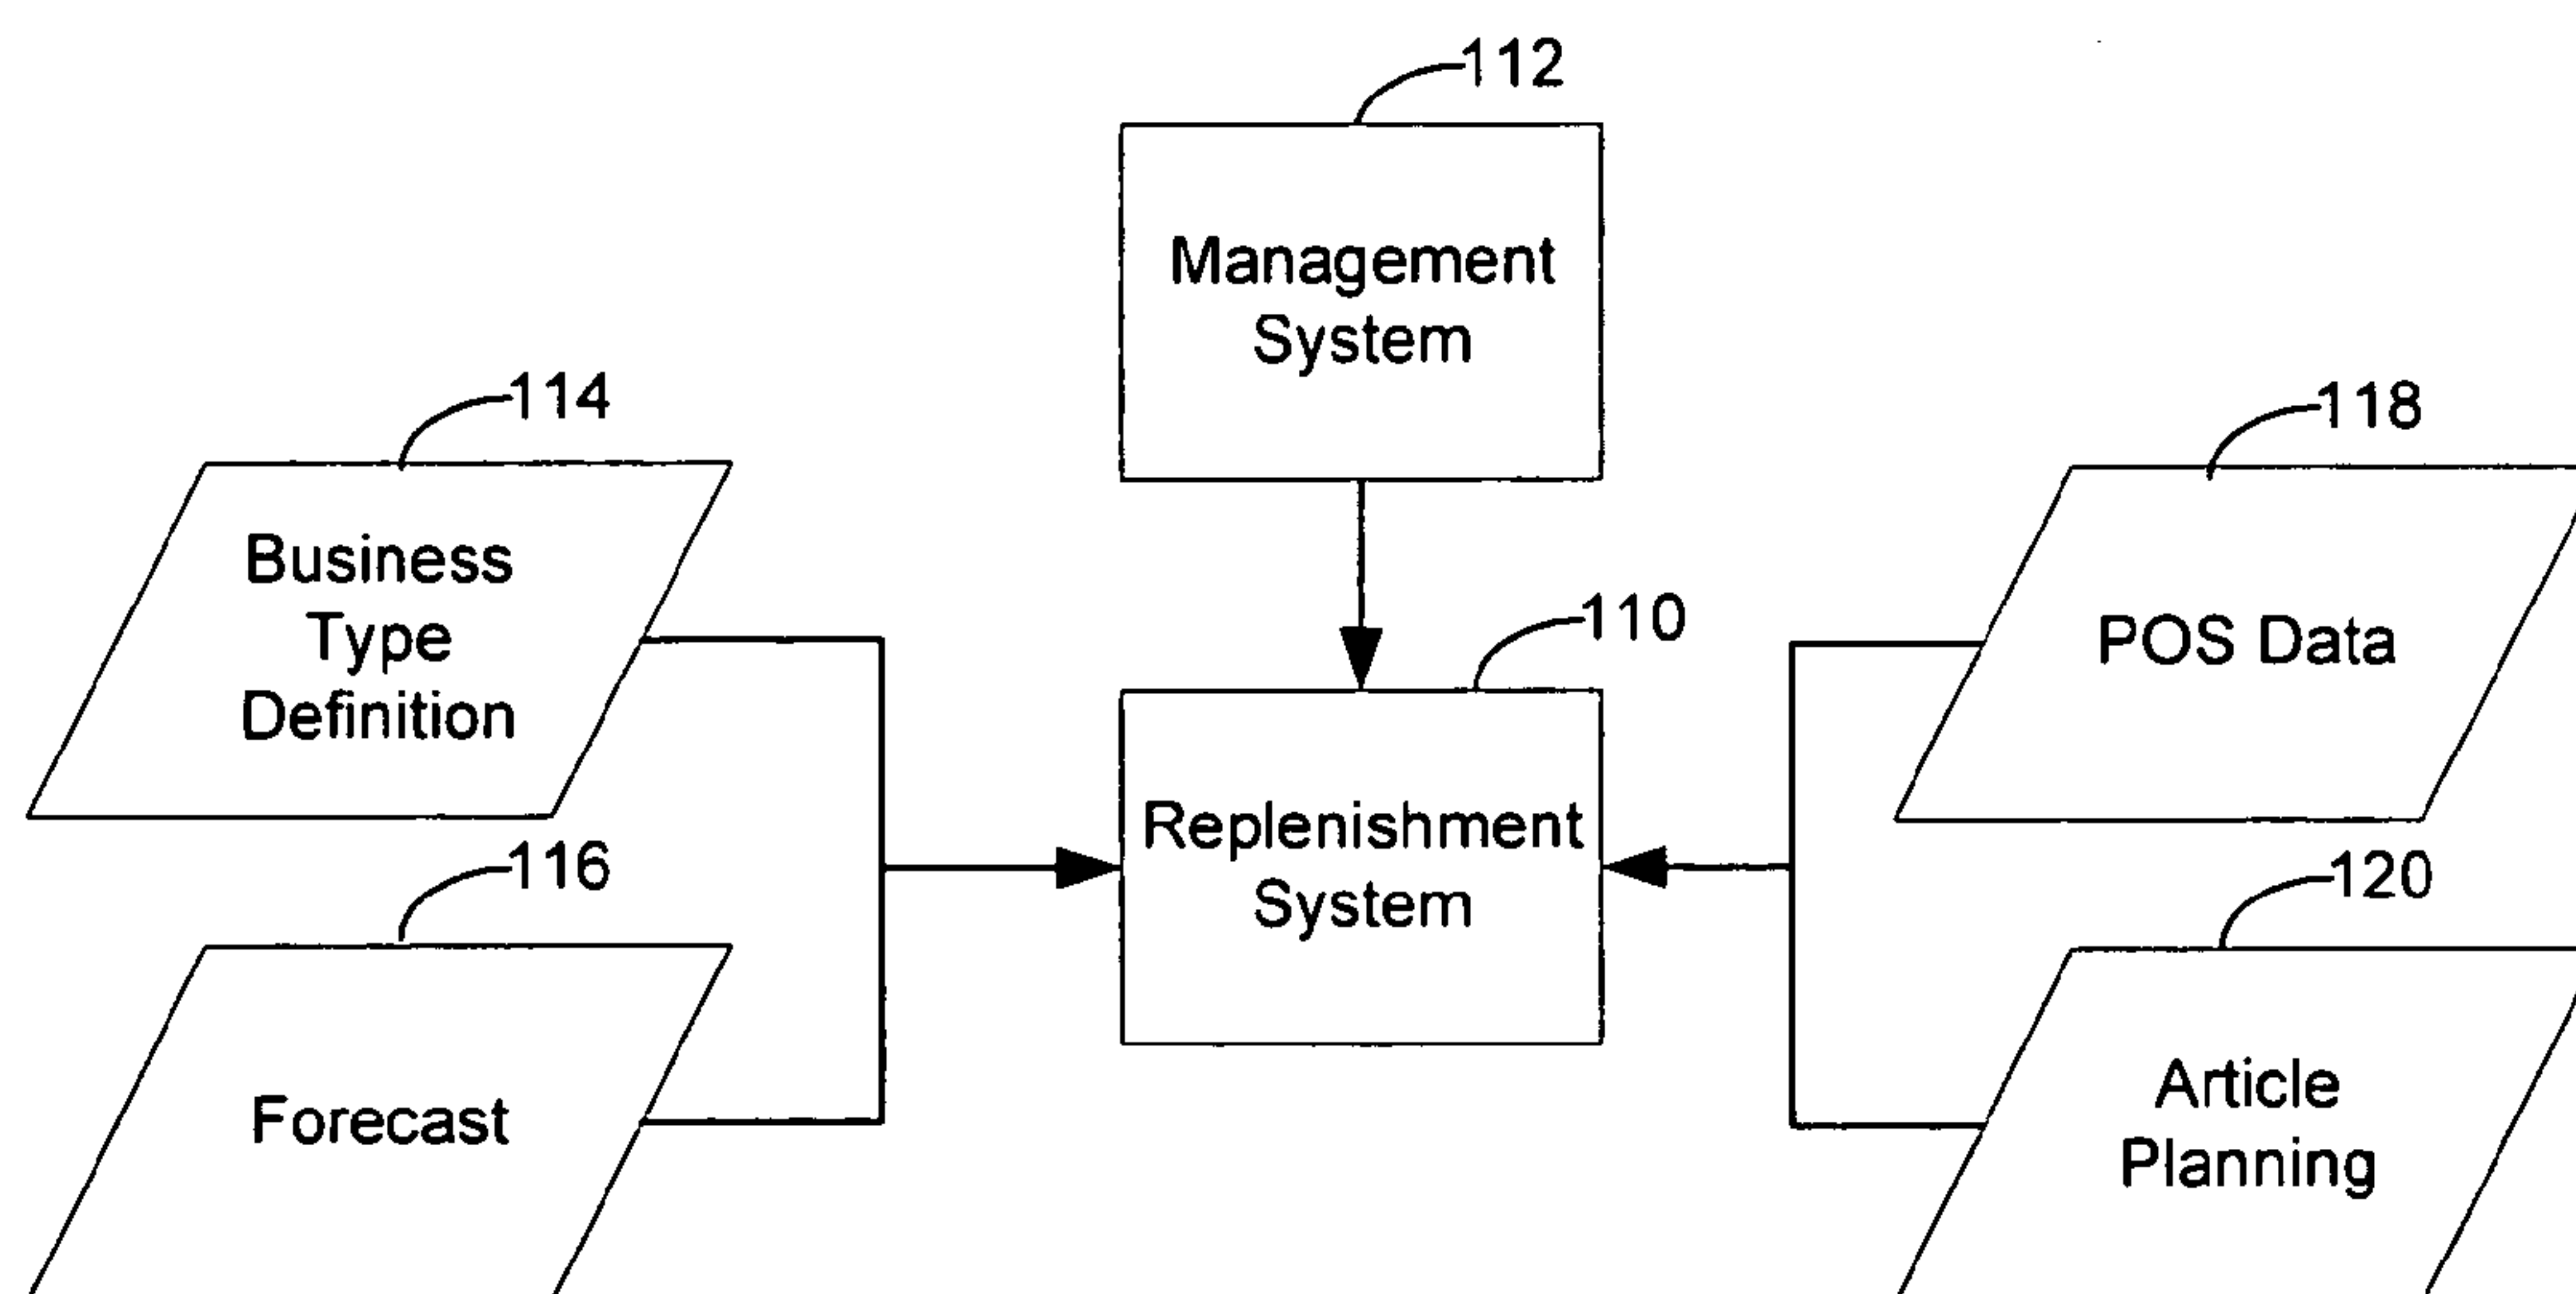 112
Management
System
114
Business
Type
Definition
118
POS Data
110
Replenishment
System
116
Forecast
120
Article
Planning